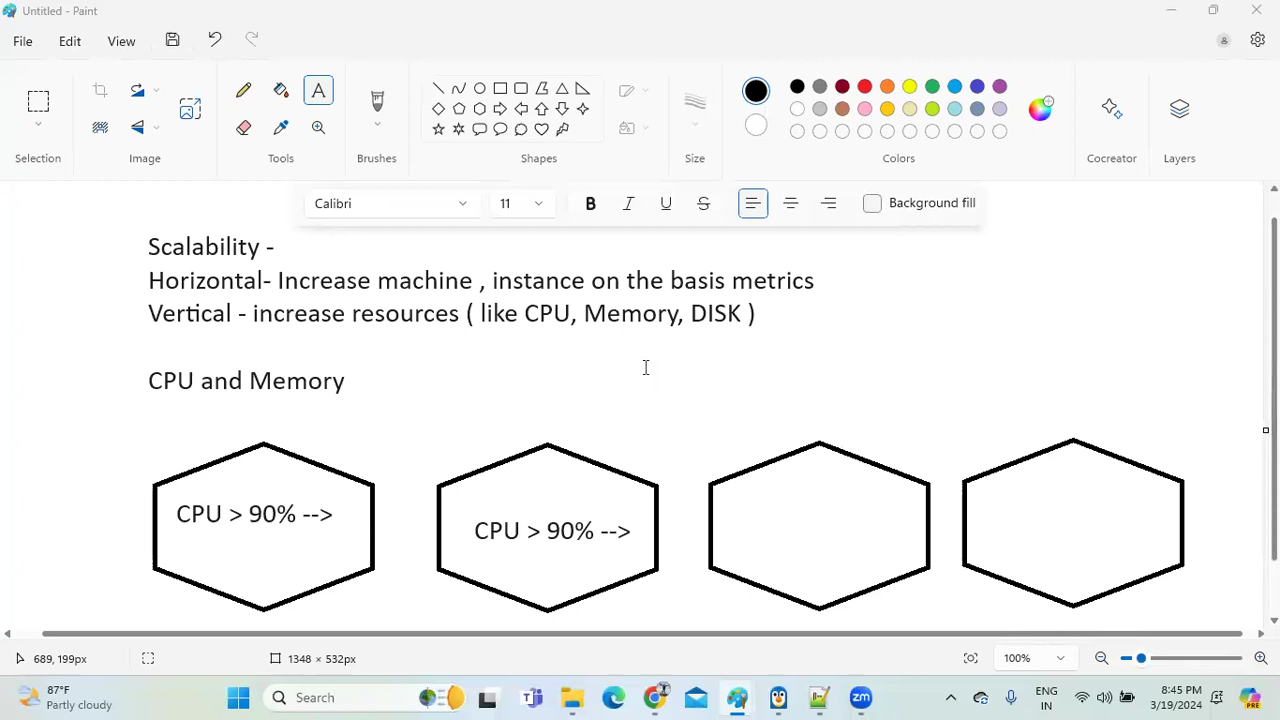 Untitled - Paint
File Edit View
Selection Image Tools Brushes Shapes Size Colors Cocreator Layers
Calibri 11 B I U S Background fill
Scalability -
Horizontal- Increase machine , instance on the basis metrics
Vertical - increase resources ( like CPU, Memory, DISK )
CPU and Memory
CPU > 90% -->
CPU > 90% -->
689, 199px 1348 × 532px 100%
87°F
Partly cloudy
Search
zm
ENG
IN
8:45 PM
3/19/2024
PRE